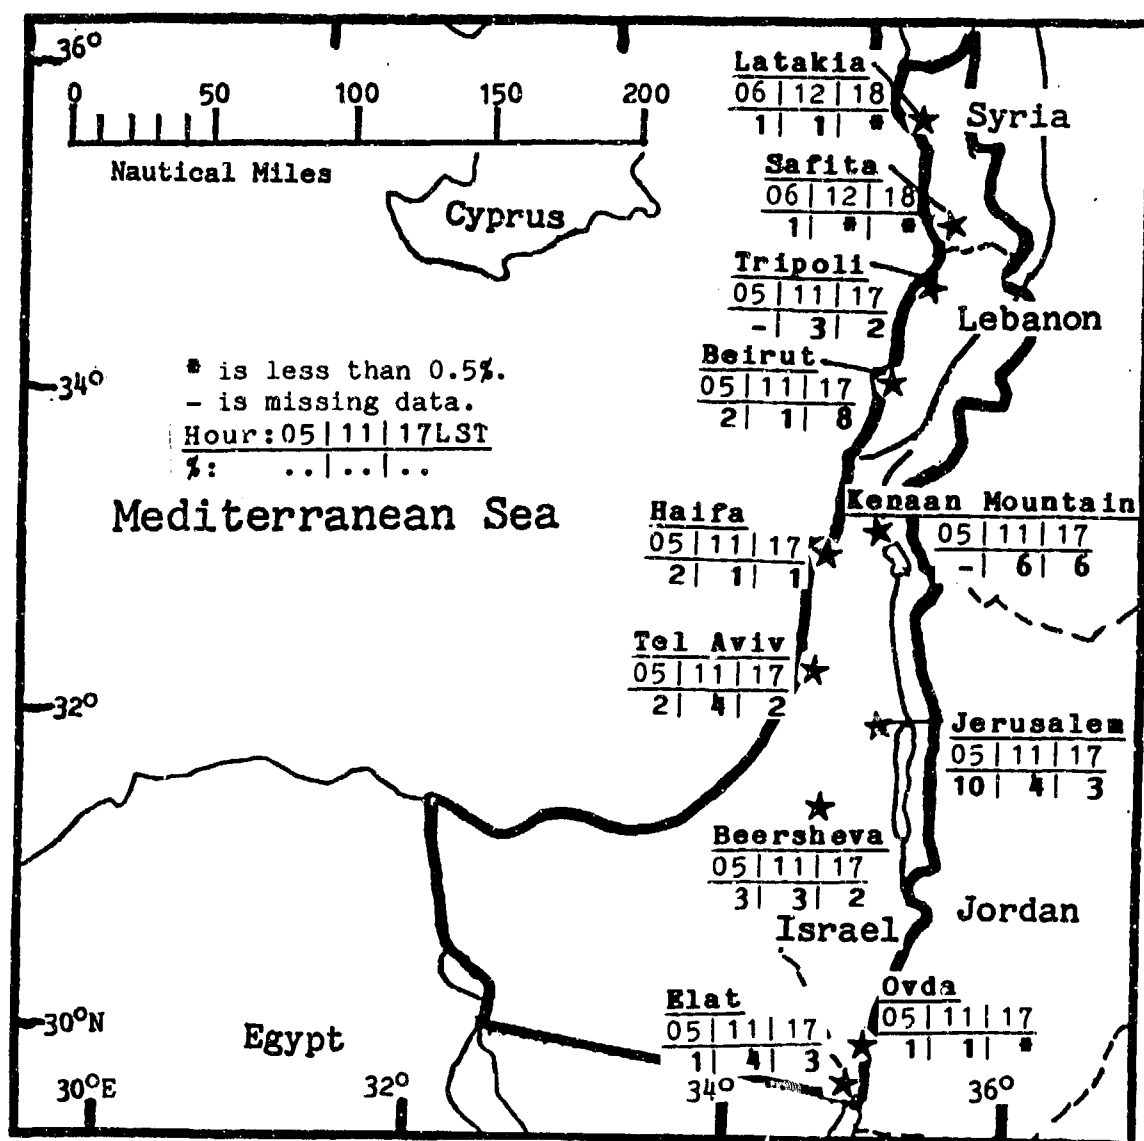 36°
0 50 100 150 200
Nautical Miles
Cyprus
Latakia
06|12|18
1| 1| *
Syria
Safita
06|12|18
1| *| *
Tripoli
05|11|17
-| 3| 2
Lebanon
Beirut
05|11|17
2| 1| 8
34°
* is less than 0.5%.
- is missing data.
Hour:05|11|17LST
%: ..|..|..
Mediterranean Sea
Haifa
05|11|17
2| 1| 1
Kenaan Mountain
05|11|17
-| 6| 6
Tel Aviv
05|11|17
2| 4| 2
32°
Jerusalem
05|11|17
10| 4| 3
Beersheva
05|11|17
3| 3| 2
Israel
Jordan
Elat
05|11|17
1| 4| 3
Ovda
05|11|17
1| 1| *
30°N
Egypt
30°E 32° 34° 36°